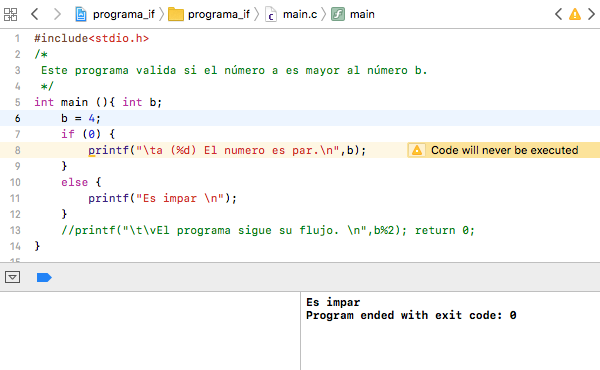 programa_if programa_if main.c main
1 #include<stdio.h>
2 /*
3 Este programa valida si el número a es mayor al número b.
4 */
5 int main (){ int b;
6 b = 4;
7 if (0) {
8 printf("\ta (%d) El numero es par.\n",b); Code will never be executed
9 }
10 else {
11 printf("Es impar \n");
12 }
13 //printf("\t\vEl programa sigue su flujo. \n",b%2); return 0;
14 }
Es impar
Program ended with exit code: 0